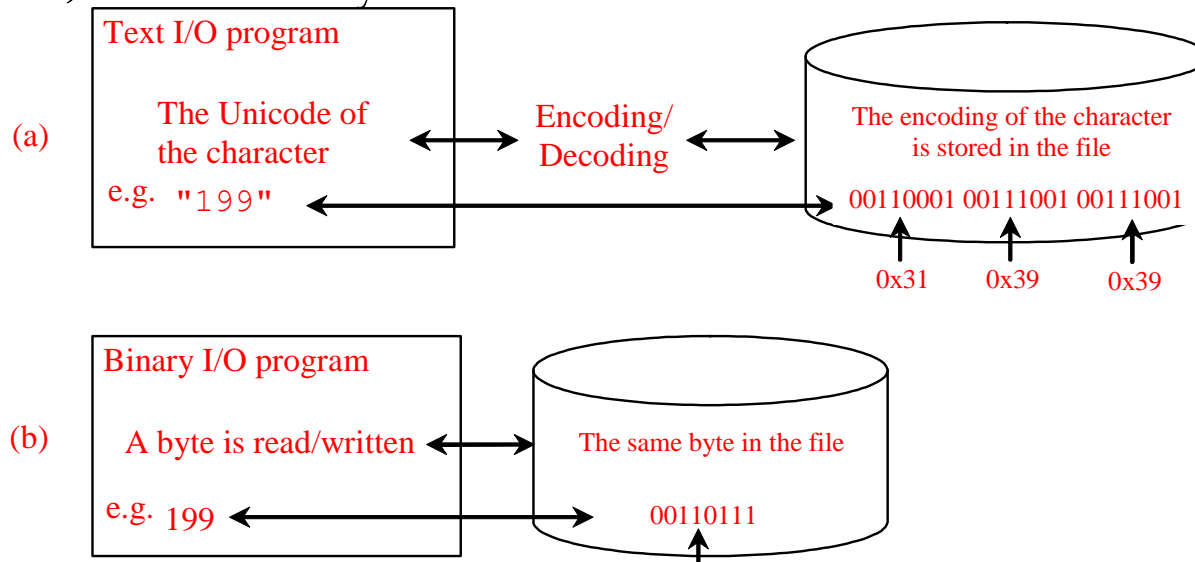 Text I/O program
The Unicode of
the character
e.g. "199"
(a)
Encoding/
Decoding
The encoding of the character
is stored in the file
00110001 00111001 00111001
0x31 0x39 0x39
Binary I/O program
(b)
A byte is read/written
e.g. 199
The same byte in the file
00110111